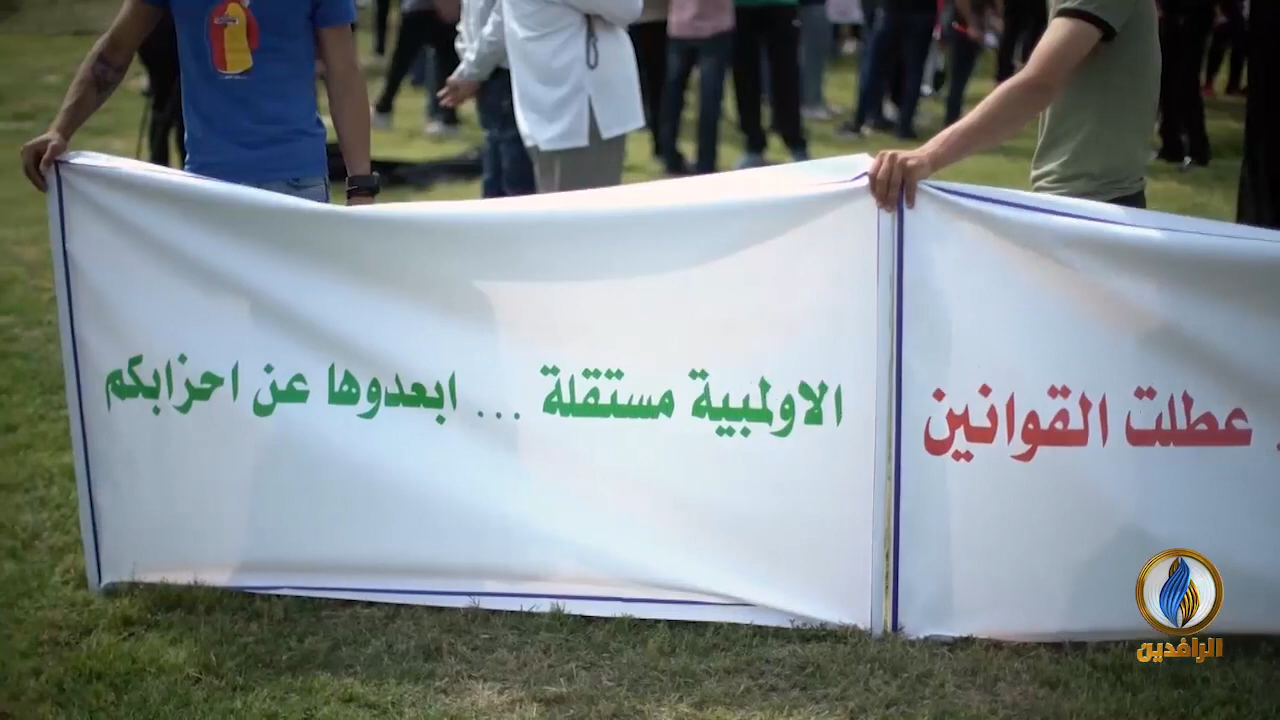 الاولمبية مستقلة ... ابعدوها عن احزابكم
عطلت القوانين
الرافدين